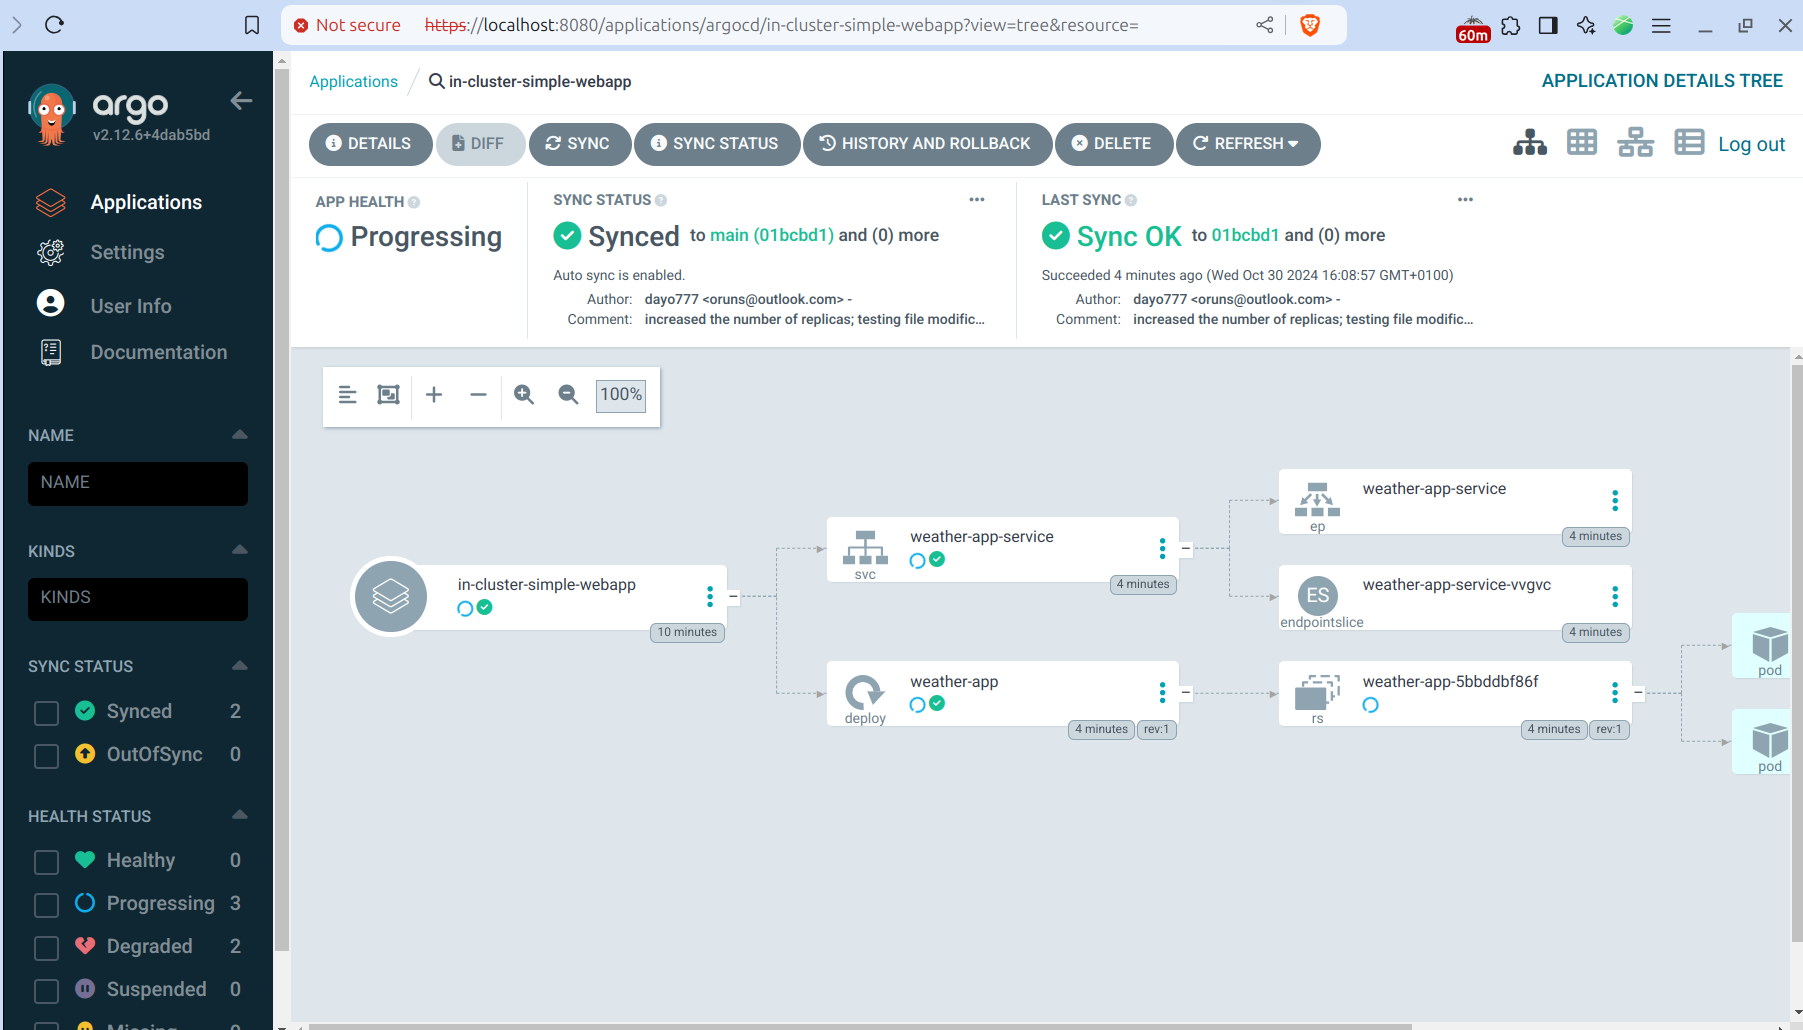 Not secure https://localhost:8080/applications/argocd/in-cluster-simple-webapp?view=tree&resource=
60m
argo
v2.12.6+4dab5bd
Applications
Settings
User Info
Documentation
NAME
NAME
KINDS
KINDS
SYNC STATUS
Synced 2
OutOfSync 0
HEALTH STATUS
Healthy 0
Progressing 3
Degraded 2
Suspended 0
Missing 0
Applications / in-cluster-simple-webapp
APPLICATION DETAILS TREE
DETAILS DIFF SYNC SYNC STATUS HISTORY AND ROLLBACK DELETE REFRESH
Log out
APP HEALTH
Progressing
SYNC STATUS
Synced to main (01bcbd1) and (0) more
Auto sync is enabled.
Author: dayo777 <oruns@outlook.com> -
Comment: increased the number of replicas; testing file modific...
LAST SYNC
Sync OK to 01bcbd1 and (0) more
Succeeded 4 minutes ago (Wed Oct 30 2024 16:08:57 GMT+0100)
Author: dayo777 <oruns@outlook.com> -
Comment: increased the number of replicas; testing file modific...
100%
in-cluster-simple-webapp
10 minutes
svc
weather-app-service
4 minutes
deploy
weather-app
4 minutes rev:1
ep
weather-app-service
4 minutes
ES
endpointslice
weather-app-service-vvgvc
4 minutes
rs
weather-app-5bbddbf86f
4 minutes rev:1
pod
pod